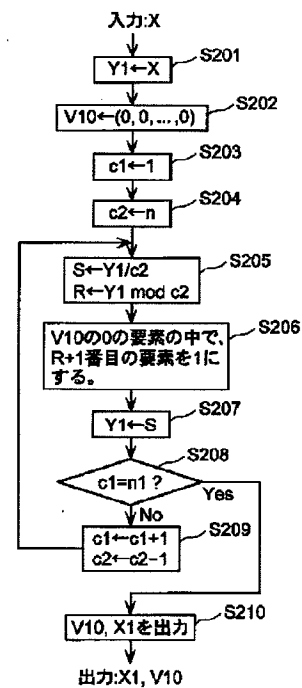 入力:X
S201
Y1←X
S202
V10←(0, 0, ... ,0)
S203
c1←1
S204
c2←n
S205
S←Y1/c2
R←Y1 mod c2
S206
V10の0の要素の中で、
R+1番目の要素を1に
する。
S207
Y1←S
S208
c1=n1 ?
Yes
No
S209
c1←c1+1
c2←c2-1
S210
V10, X1を出力
出力:X1, V10